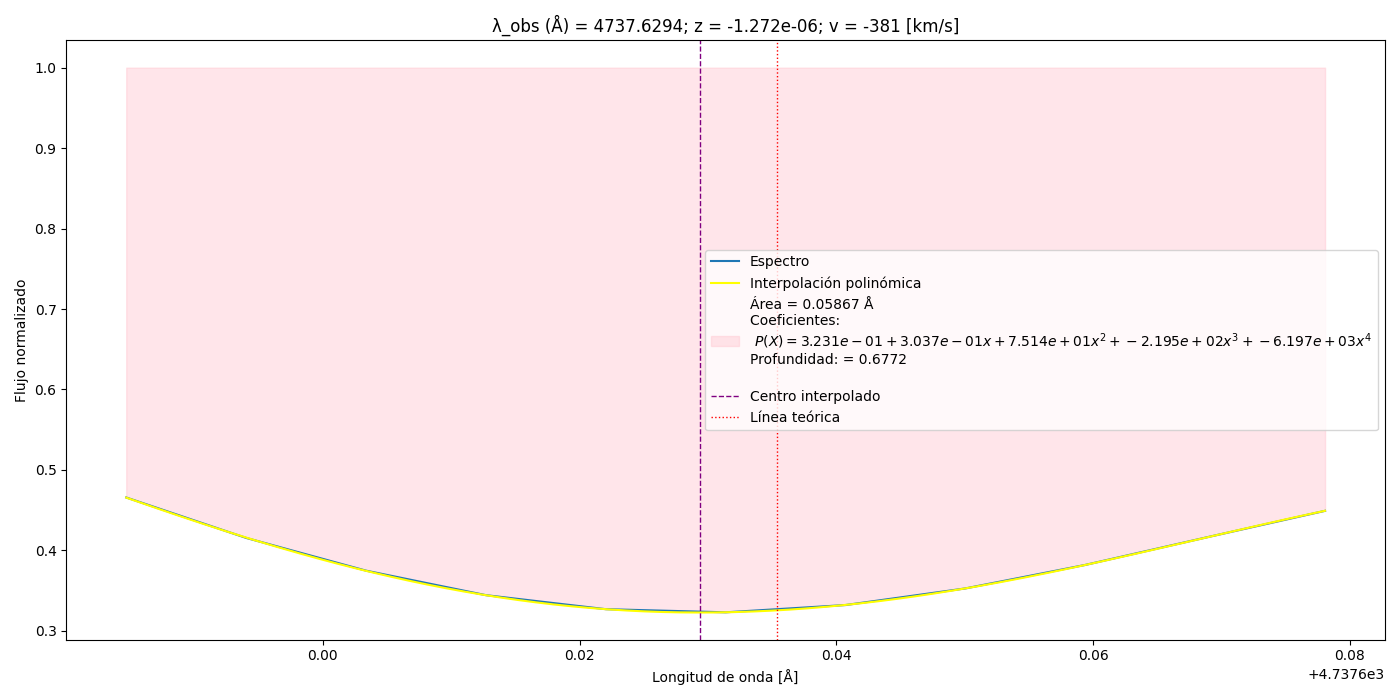 λ_obs (Å) = 4737.6294; z = -1.272e-06; v = -381 [km/s]
1.0
0.9
0.8
0.7
0.6
0.5
0.4
0.3
Flujo normalizado
Espectro
Interpolación polinómica
Área = 0.05867 Å
Coeficientes:
P(X) = 3.231e − 01 + 3.037e − 01x + 7.514e + 01x² + − 2.195e + 02x³ + − 6.197e + 03x⁴
Profundidad: = 0.6772
Centro interpolado
Línea teórica
0.00 0.02 0.04 0.06 0.08
+4.7376e3
Longitud de onda [Å]